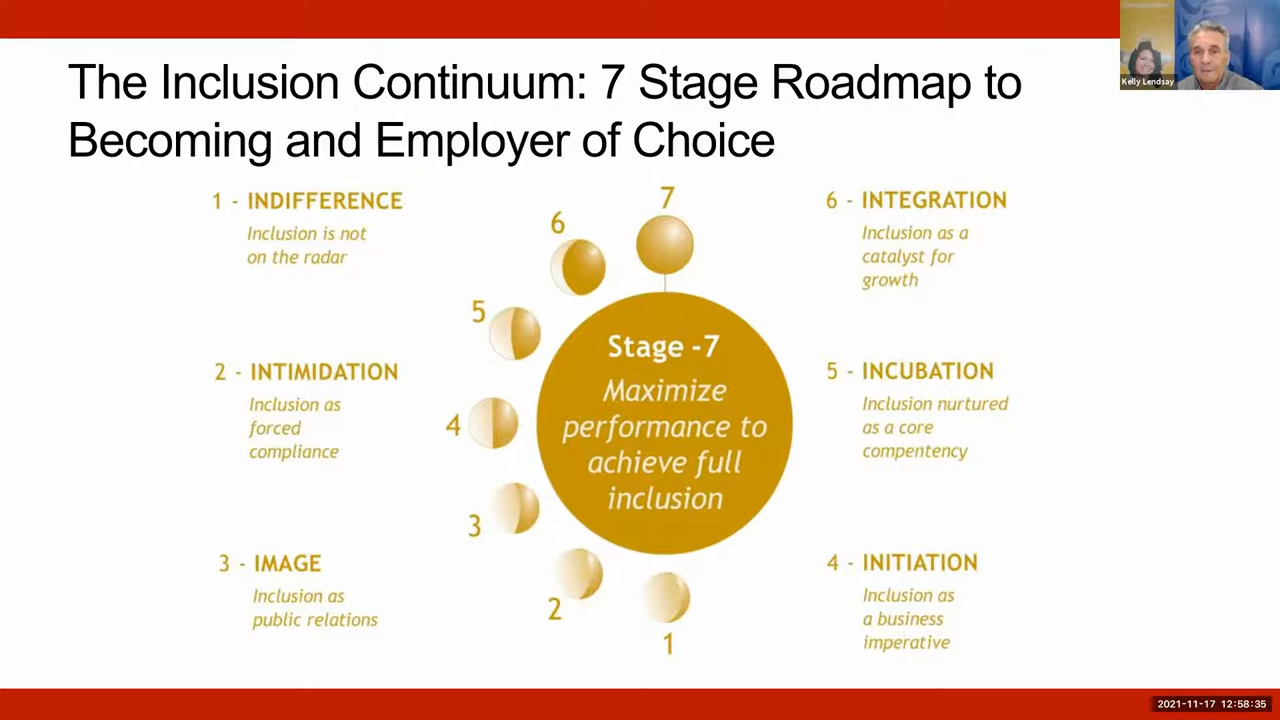 The Inclusion Continuum: 7 Stage Roadmap to
Becoming and Employer of Choice
Kelly Lendsay
1 - INDIFFERENCE
Inclusion is not
on the radar
2 - INTIMIDATION
Inclusion as
forced
compliance
3 - IMAGE
Inclusion as
public relations
7
6
5
4
3
2
1
Stage -7
Maximize
performance to
achieve full
inclusion
6 - INTEGRATION
Inclusion as a
catalyst for
growth
5 - INCUBATION
Inclusion nurtured
as a core
compentency
4 - INITIATION
Inclusion as
a business
imperative
2021-11-17 12:58:35